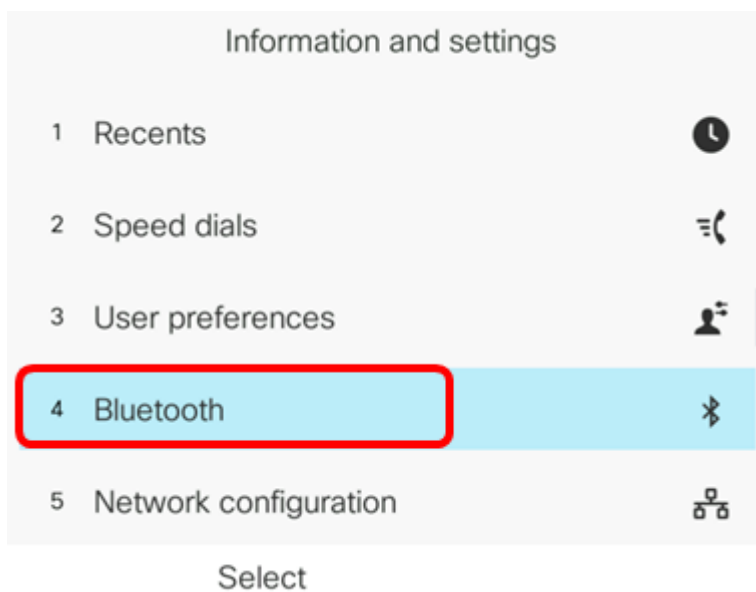 Information and settings
1 Recents
2 Speed dials
3 User preferences
4 Bluetooth
5 Network configuration
Select